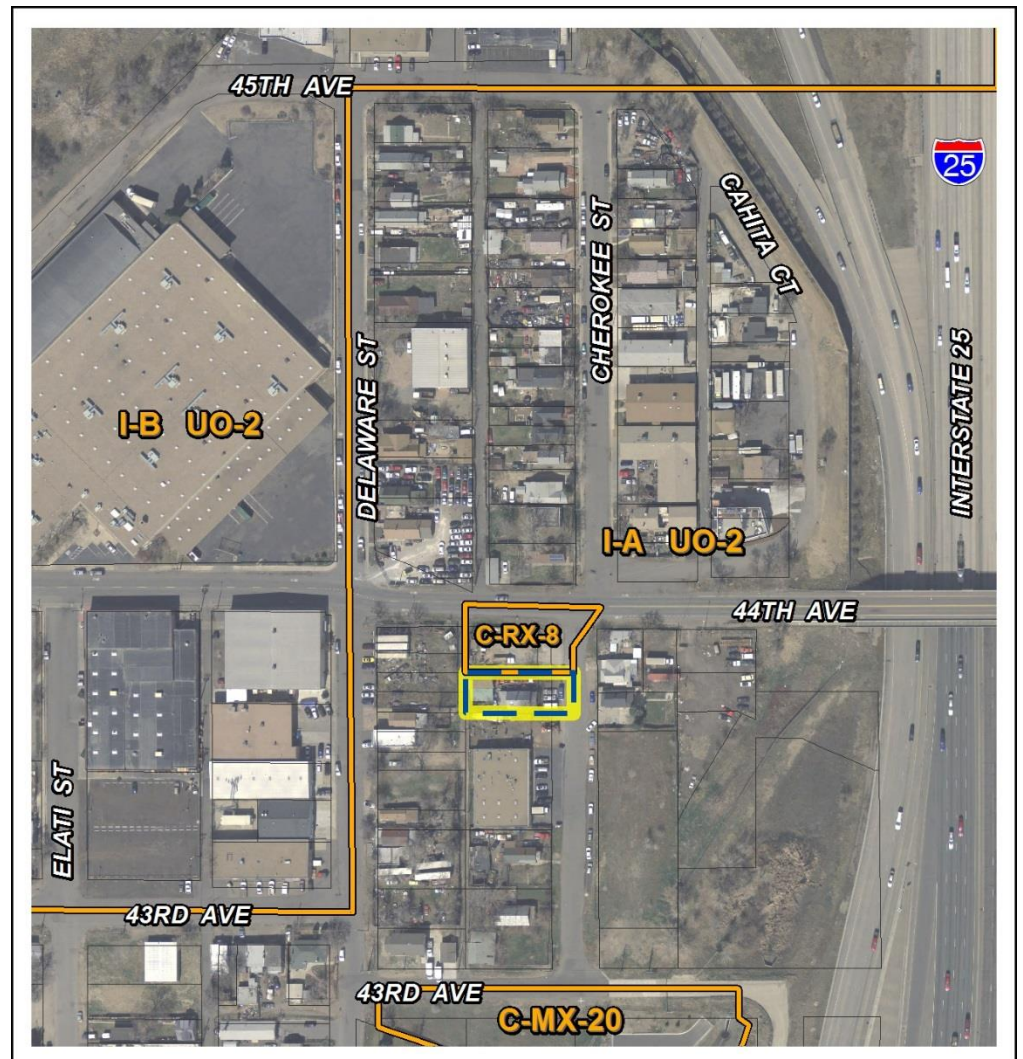 45TH AVE
25
CAHITA CT
CHEROKEE ST
DELAWARE ST
INTERSTATE 25
I-B UO-2
I-A UO-2
44TH AVE
C-RX-8
ELATI ST
43RD AVE
43RD AVE
C-MX-20